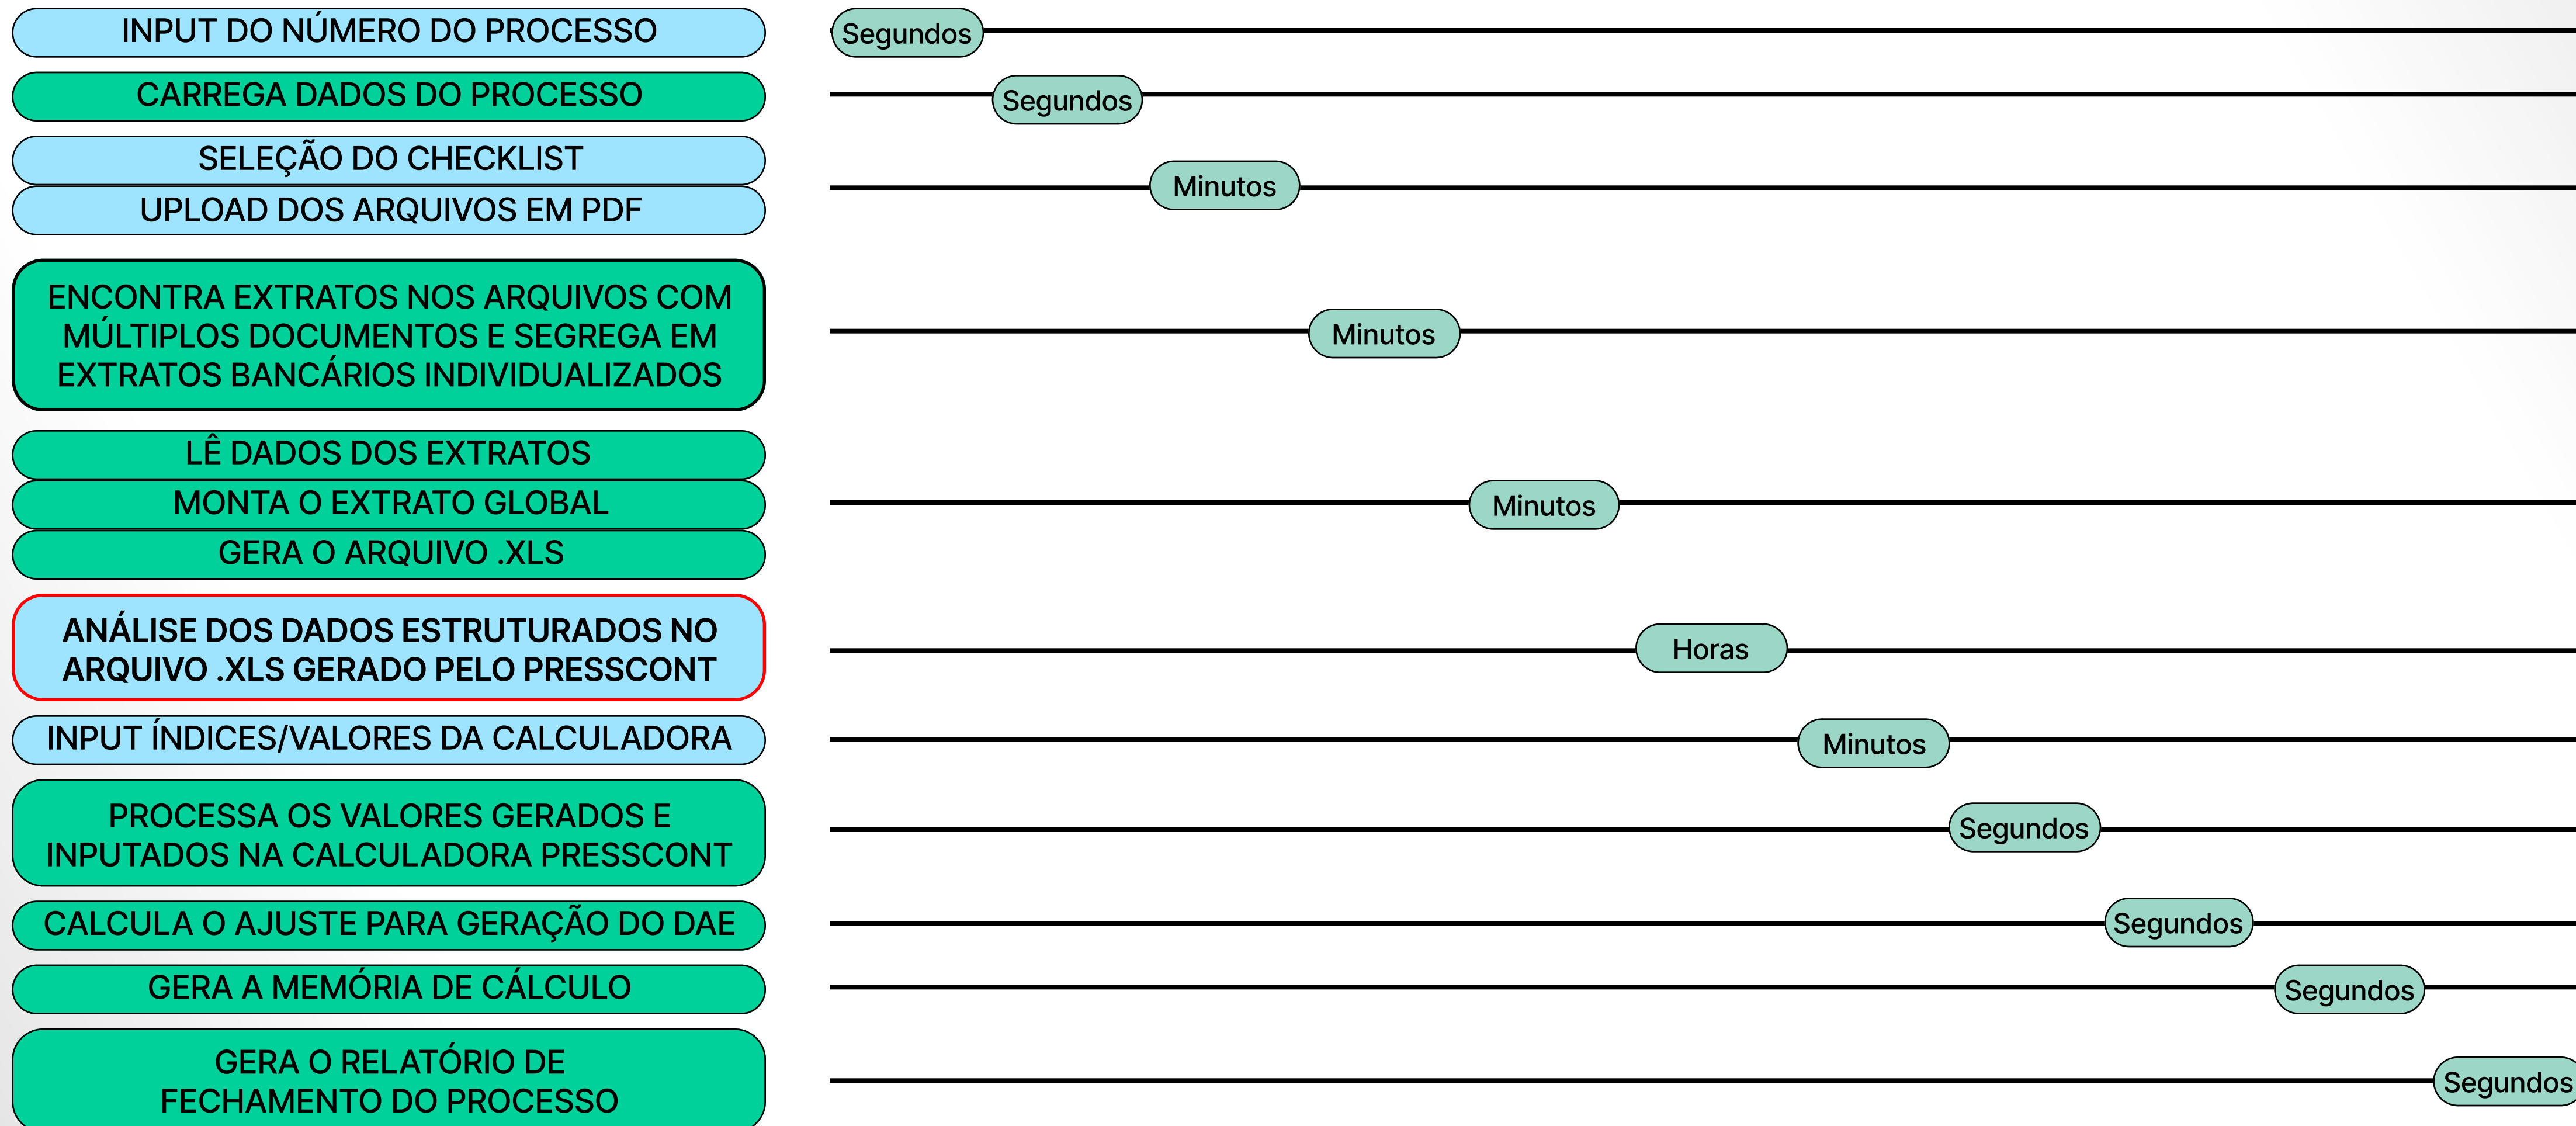 INPUT DO NÚMERO DO PROCESSO
Segundos
CARREGA DADOS DO PROCESSO
Segundos
SELEÇÃO DO CHECKLIST
UPLOAD DOS ARQUIVOS EM PDF
Minutos
ENCONTRA EXTRATOS NOS ARQUIVOS COM
MÚLTIPLOS DOCUMENTOS E SEGREGA EM
EXTRATOS BANCÁRIOS INDIVIDUALIZADOS
Minutos
LÊ DADOS DOS EXTRATOS
MONTA O EXTRATO GLOBAL
GERA O ARQUIVO .XLS
Minutos
ANÁLISE DOS DADOS ESTRUTURADOS NO
ARQUIVO .XLS GERADO PELO PRESSCONT
Horas
INPUT ÍNDICES/VALORES DA CALCULADORA
Minutos
PROCESSA OS VALORES GERADOS E
INPUTADOS NA CALCULADORA PRESSCONT
Segundos
CALCULA O AJUSTE PARA GERAÇÃO DO DAE
Segundos
GERA A MEMÓRIA DE CÁLCULO
Segundos
GERA O RELATÓRIO DE
FECHAMENTO DO PROCESSO
Segundos